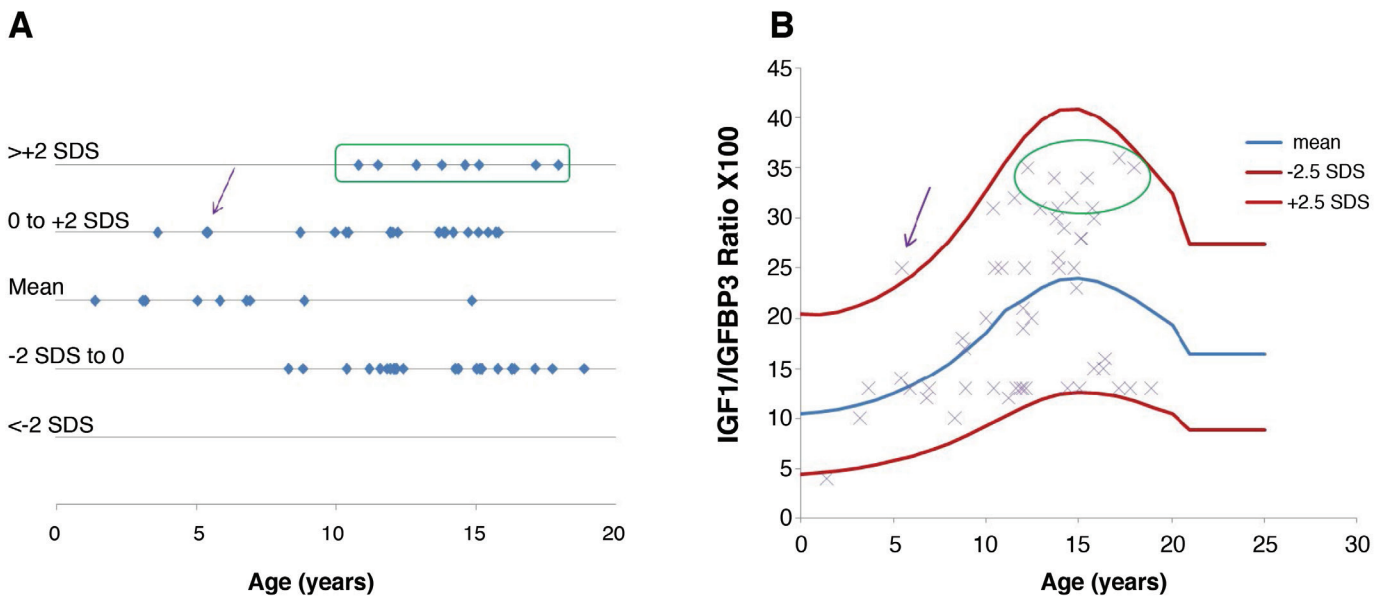 A
>+2 SDS
0 to +2 SDS
Mean
-2 SDS to 0
<-2 SDS
0 5 10 15 20
Age (years)
B
IGF1/IGFBP3 Ratio X100
45
40
35
30
25
20
15
10
5
0
0 5 10 15 20 25 30
Age (years)
mean
-2.5 SDS
+2.5 SDS